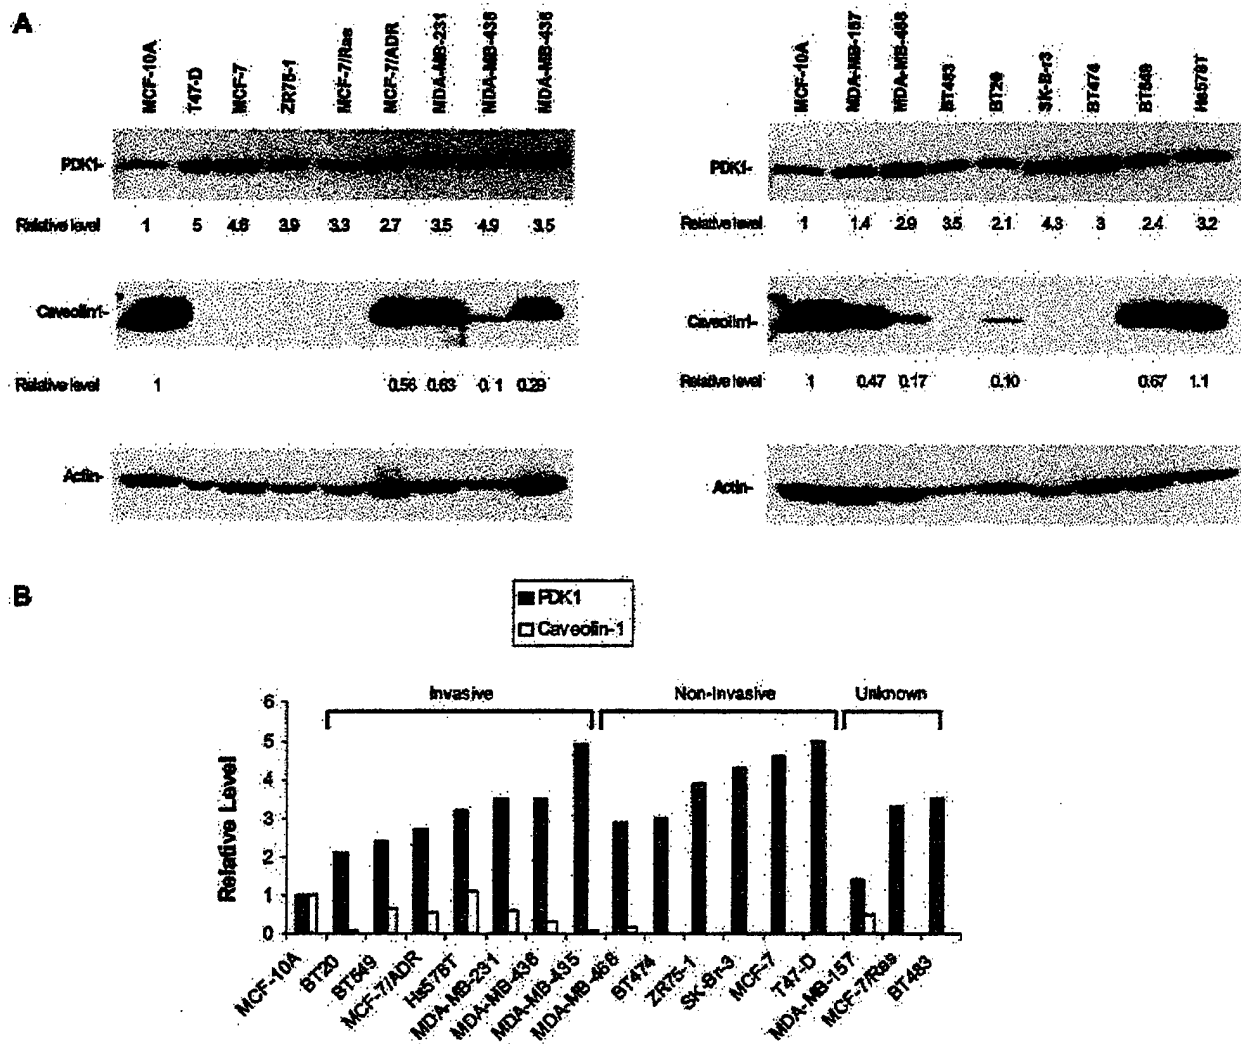 A
MCF-10A
T47-D
MCF-7
ZR75-1
MCF-7/Ras
MCF-7/ADR
MDA-MB-231
MDA-MB-435
MDA-MB-436
PDK1-
Relative level 1 5 4.6 3.9 3.3 2.7 3.5 4.9 3.5
Caveolin1-
Relative level 1 0.56 0.63 0.1 0.29
Actin-
MCF-10A
MDA-MB-157
MDA-MB-468
BT483
BT20
SK-B-r3
BT474
BT549
Hs578T
PDK1-
Relative level 1 1.4 2.9 3.5 2.1 4.3 3 2.4 3.2
Caveolin1-
Relative level 1 0.47 0.17 0.10 0.67 1.1
Actin-
B
PDK1
Caveolin-1
Invasive Non-Invasive Unknown
Relative Level
6
5
4
3
2
1
0
MCF-10A
BT20
BT549
MCF-7/ADR
Hs578T
MDA-MB-231
MDA-MB-436
MDA-MB-435
MDA-MB-468
BT474
ZR75-1
SK-Br-3
MCF-7
T47-D
MDA-MB-157
MCF-7/Ras
BT483